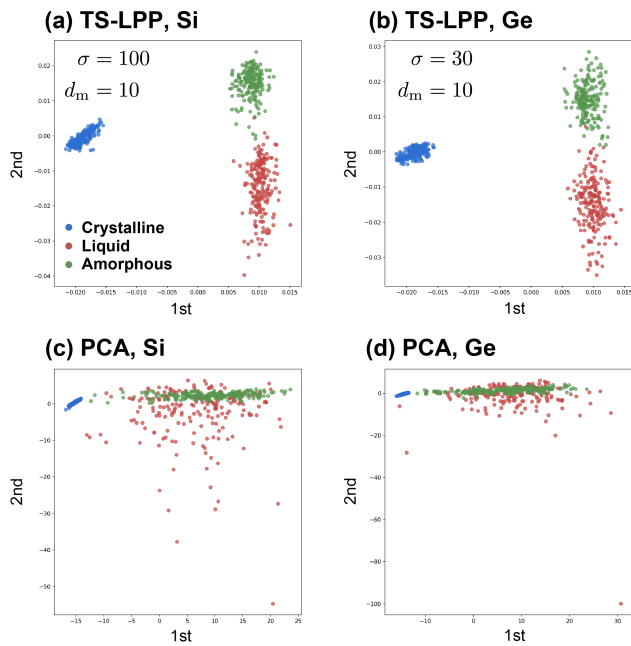 (a) TS-LPP, Si
σ = 100
dm = 10
0.02
0.01
0.00
−0.01
−0.02
−0.03
−0.04
2nd
Crystalline
Liquid
Amorphous
−0.020
−0.015
−0.010
−0.005
0.000
0.005
0.010
0.015
1st
(b) TS-LPP, Ge
σ = 30
dm = 10
0.03
0.02
0.01
0.00
−0.01
−0.02
−0.03
2nd
−0.020
−0.015
−0.010
−0.005
0.000
0.005
0.010
0.015
1st
(c) PCA, Si
0
−10
−20
−30
−40
−50
2nd
−15
−10
−5
0
5
10
15
20
25
1st
(d) PCA, Ge
0
−20
−40
−60
−80
−100
2nd
−10
0
10
20
30
1st